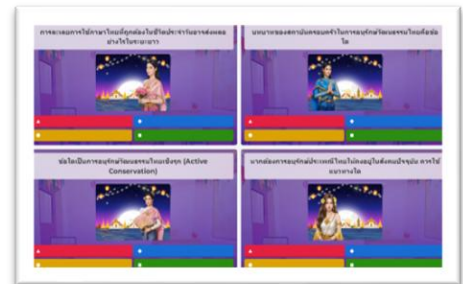 การละเลยการใช้ภาษาไทยที่ถูกต้องในชีวิตประจำวันอาจส่งผล
อย่างไรในระยะยาว
บทบาทของสถาบันครอบครัวในการอนุรักษ์วัฒนธรรมไทยคือข้อ
ใด
ข้อใดเป็นการอนุรักษ์วัฒนธรรมไทยเชิงรุก (Active
Conservation)
หากต้องการอนุรักษ์ประเพณีไทยให้คงอยู่ในสังคมปัจจุบัน ควรใช้
แนวทางใด